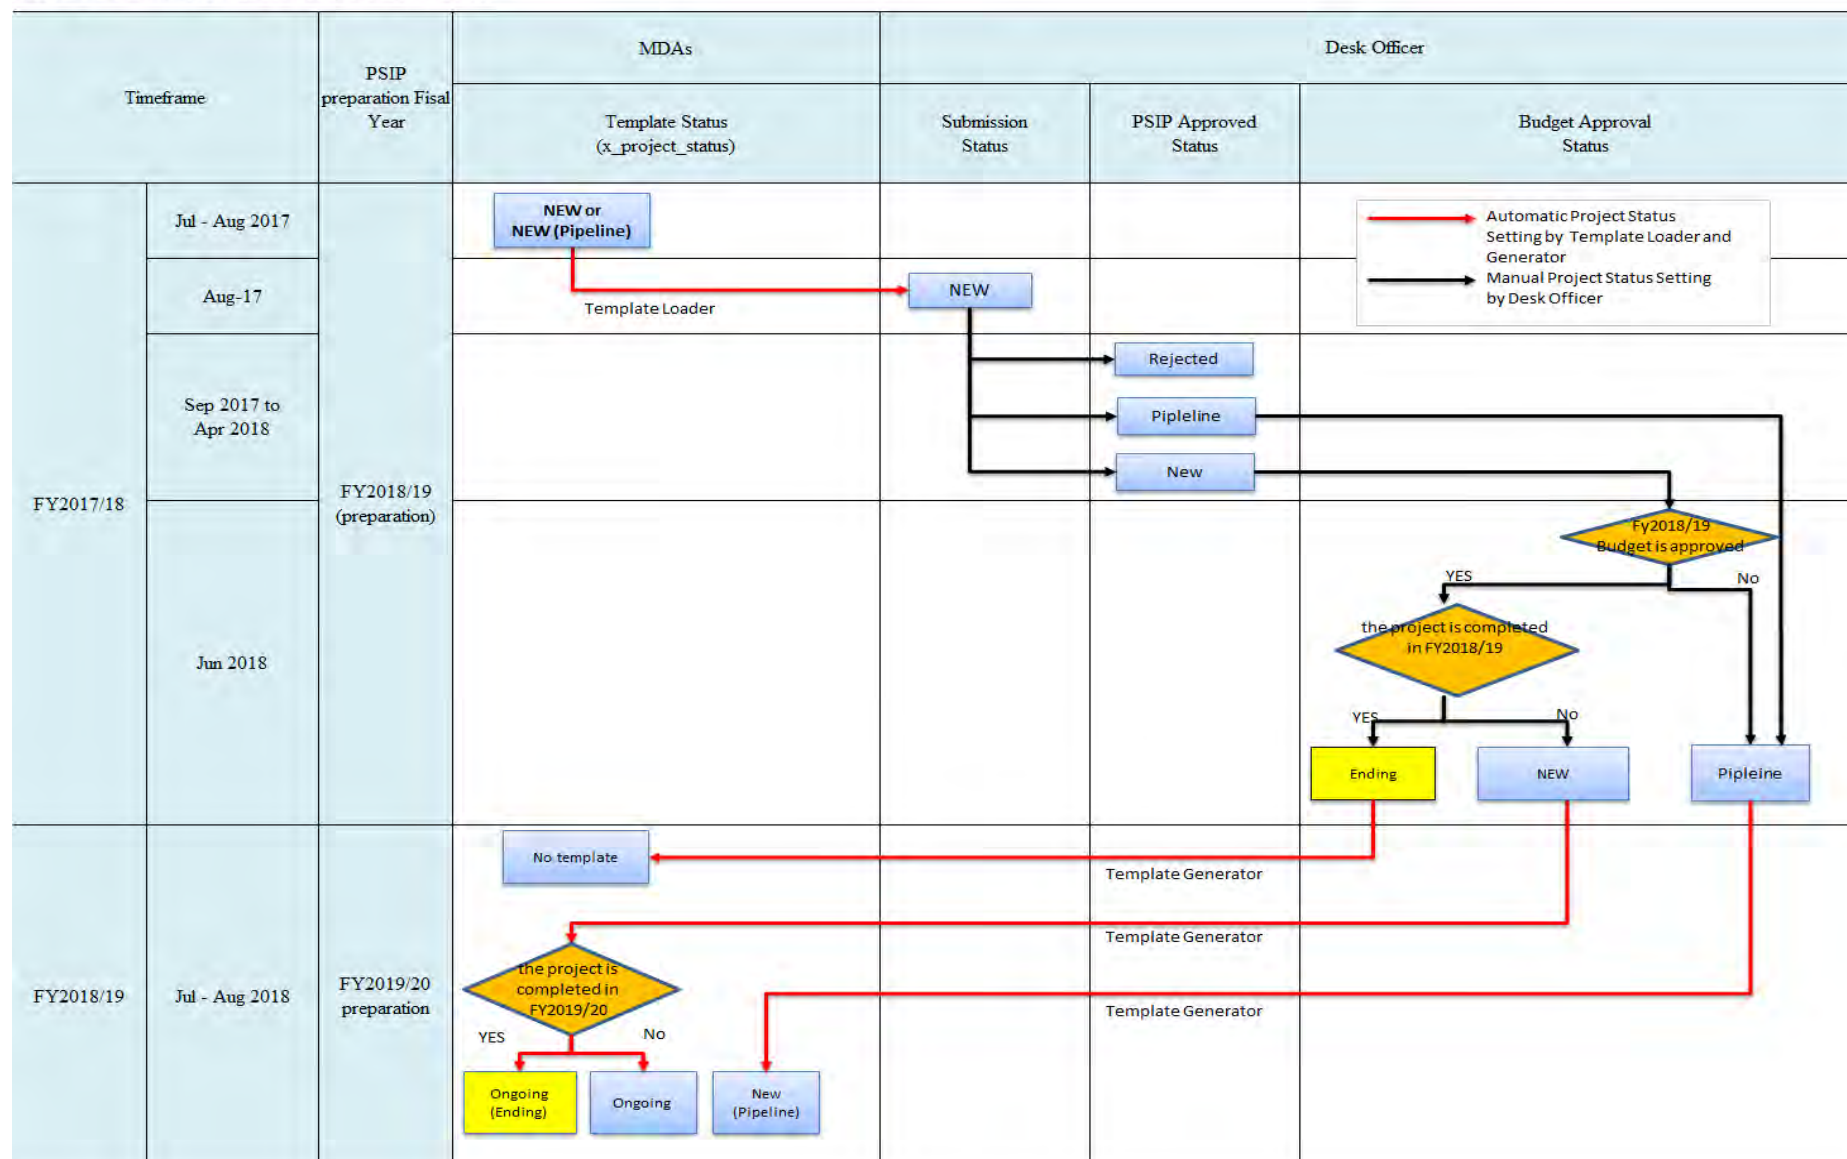 Timeframe
PSIP
preparation Fisal
Year
MDAs
Desk Officer
Template Status
(x_project_status)
Submission
Status
PSIP Approved
Status
Budget Approval
Status
FY2017/18
Jul - Aug 2017
FY2018/19
(preparation)
NEW or
NEW (Pipeline)
Automatic Project Status
Setting by Template Loader and
Generator
Manual Project Status Setting
by Desk Officer
Aug-17
Template Loader
NEW
Sep 2017 to
Apr 2018
Rejected
Pipleline
New
Jun 2018
Fy2018/19
Budget is approved
YES
No
the project is completed
in FY2018/19
YES
No
Ending
NEW
Pipleine
FY2018/19
Jul - Aug 2018
FY2019/20
preparation
No template
Template Generator
Template Generator
the project is
completed in
FY2019/20
Template Generator
YES
No
Ongoing
(Ending)
Ongoing
New
(Pipeline)